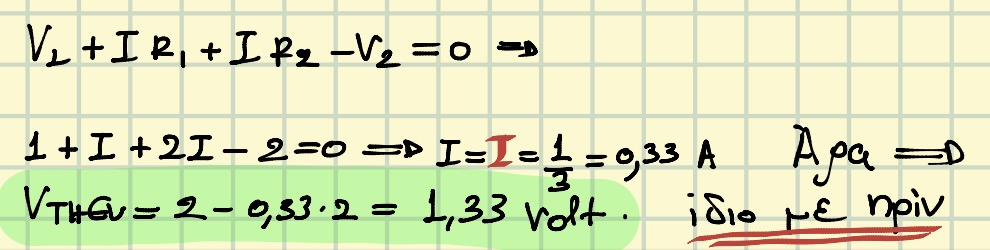 V₁ + I R₁ + I R₂ - V₂ = 0 ⇒
1 + I + 2I - 2 = 0 ⇒ I = I = 1/3 = 0,33 A Άρα ⇒
VTHEV = 2 - 0,33·2 = 1,33 Volt. ίδιο με πρίν